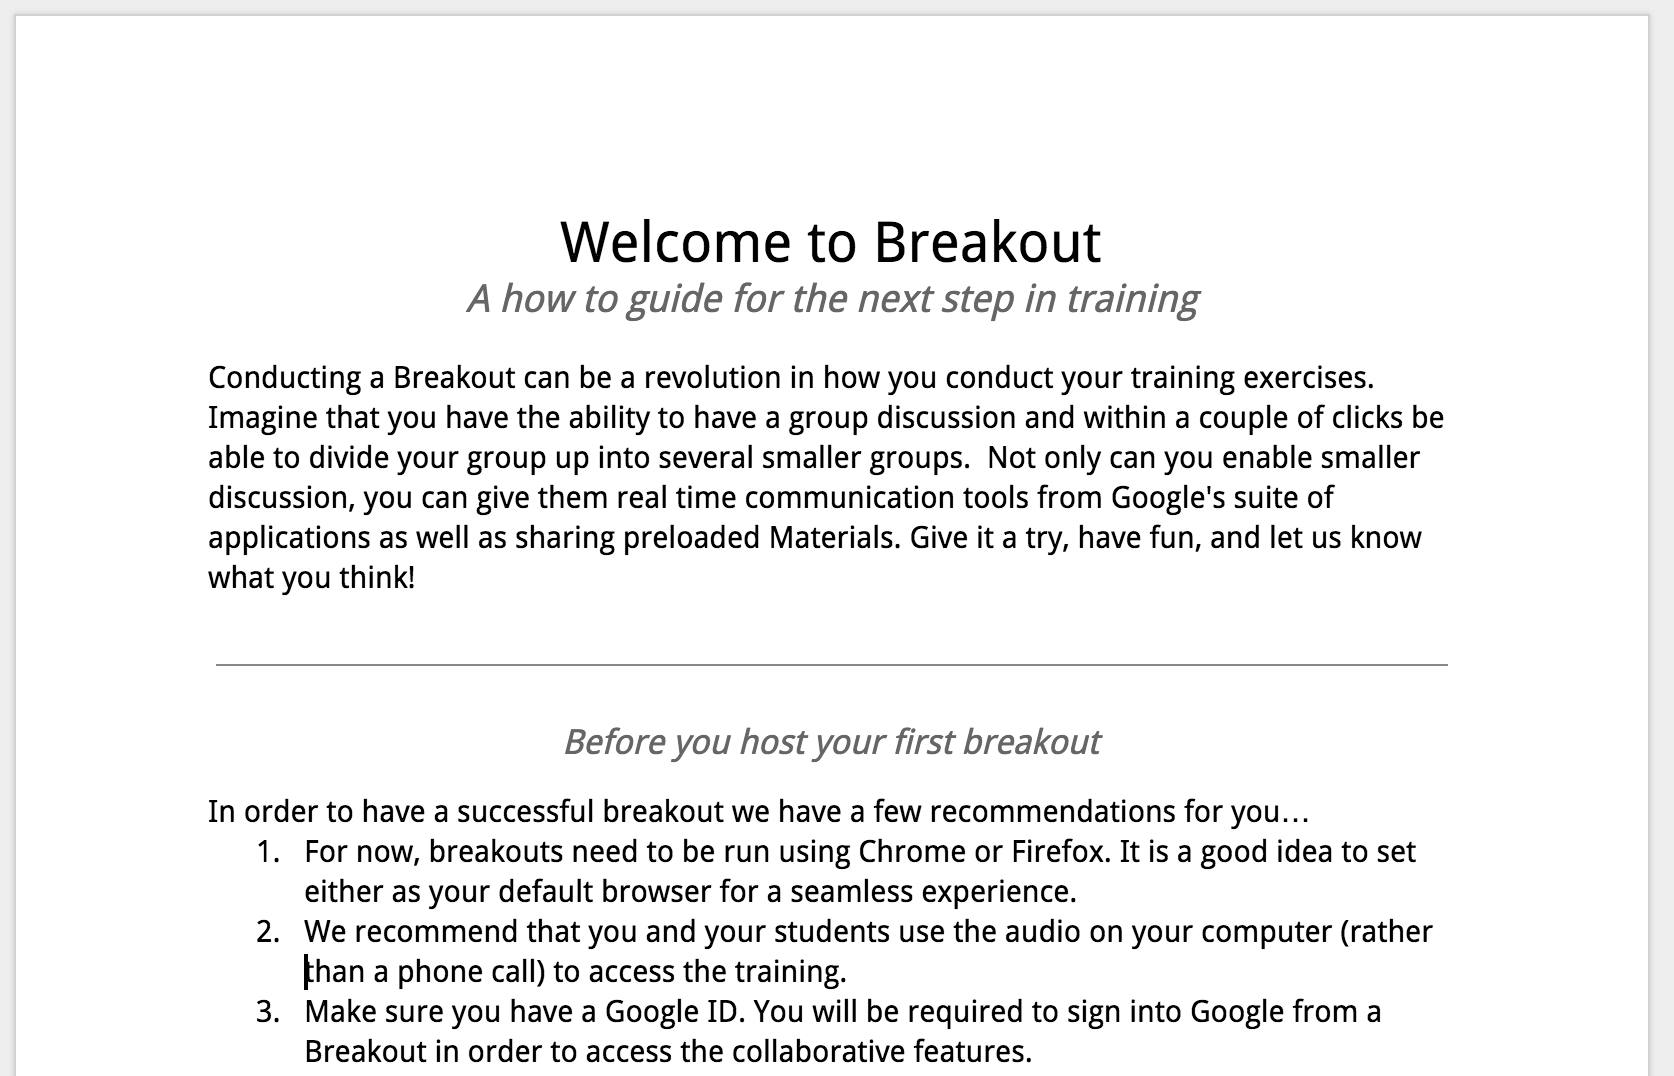 Welcome to Breakout
A how to guide for the next step in training
Conducting a Breakout can be a revolution in how you conduct your training exercises.
Imagine that you have the ability to have a group discussion and within a couple of clicks be
able to divide your group up into several smaller groups.  Not only can you enable smaller
discussion, you can give them real time communication tools from Google's suite of
applications as well as sharing preloaded Materials. Give it a try, have fun, and let us know
what you think!
Before you host your first breakout
In order to have a successful breakout we have a few recommendations for you…
1. For now, breakouts need to be run using Chrome or Firefox. It is a good idea to set
either as your default browser for a seamless experience.
2. We recommend that you and your students use the audio on your computer (rather
than a phone call) to access the training.
3. Make sure you have a Google ID. You will be required to sign into Google from a
Breakout in order to access the collaborative features.